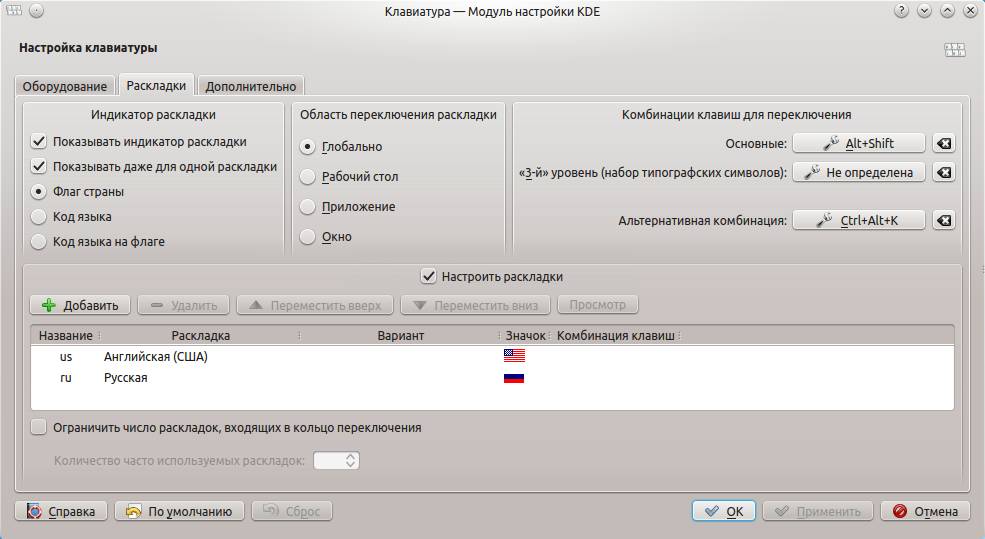 Клавиатура — Модуль настройки KDE
Настройка клавиатуры
Оборудование Раскладки Дополнительно
Индикатор раскладки
Показывать индикатор раскладки
Показывать даже для одной раскладки
Флаг страны
Код языка
Код языка на флаге
Область переключения раскладки
Глобально
Рабочий стол
Приложение
Окно
Комбинации клавиш для переключения
Основные: Alt+Shift
«3-й» уровень (набор типографских символов): Не определена
Альтернативная комбинация: Ctrl+Alt+K
Настроить раскладки
Добавить Удалить Переместить вверх Переместить вниз Просмотр
Название Раскладка Вариант Значок Комбинация клавиш
us Английская (США)
ru Русская
Ограничить число раскладок, входящих в кольцо переключения
Количество часто используемых раскладок:
Справка По умолчанию Сброс OK Применить Отмена